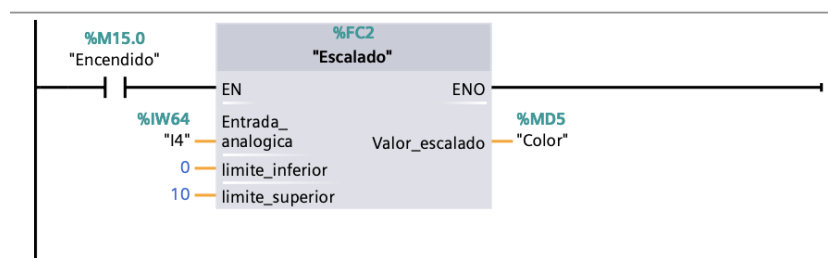 %M15.0
"Encendido"
%FC2
"Escalado"
EN
ENO
%IW64
"I4"
Entrada_
analogica
Valor_escalado
%MD5
"Color"
0
limite_inferior
10
limite_superior